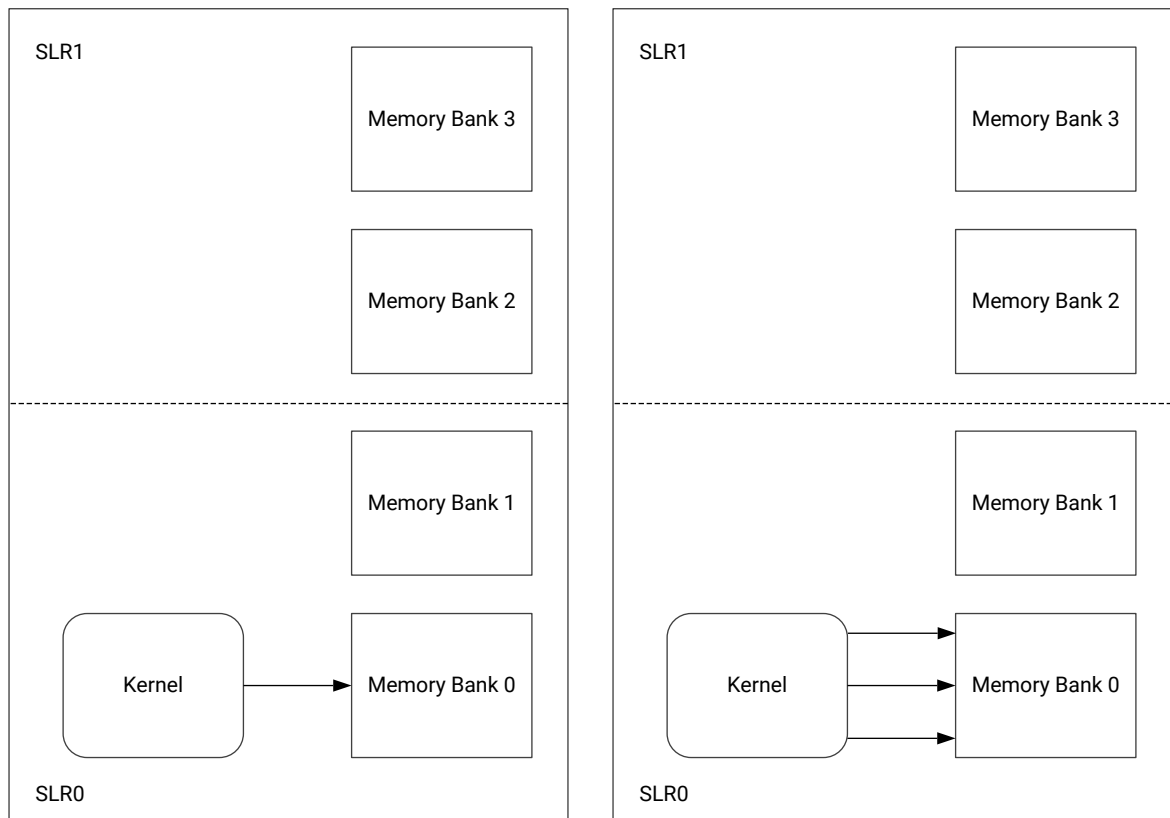 SLR1
Memory Bank 3
Memory Bank 2
Memory Bank 1
Kernel
Memory Bank 0
SLR0
SLR1
Memory Bank 3
Memory Bank 2
Memory Bank 1
Kernel
Memory Bank 0
SLR0